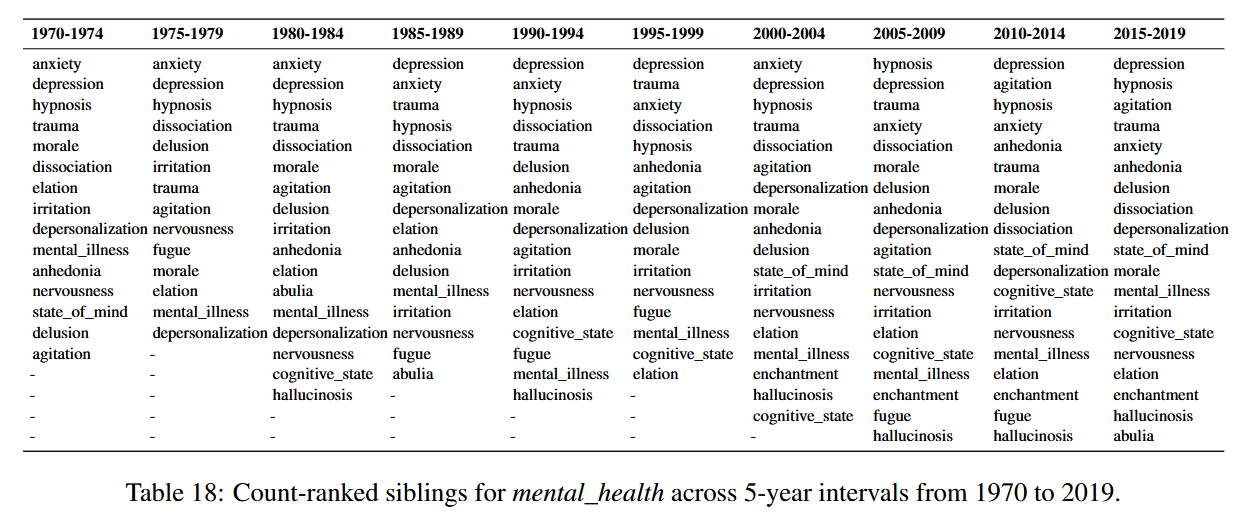 1970-1974 1975-1979 1980-1984 1985-1989 1990-1994 1995-1999 2000-2004 2005-2009 2010-2014 2015-2019
anxiety anxiety anxiety depression depression depression anxiety hypnosis depression depression
depression depression depression anxiety anxiety trauma depression depression agitation hypnosis
hypnosis hypnosis hypnosis trauma hypnosis anxiety hypnosis trauma hypnosis agitation
trauma dissociation trauma hypnosis dissociation dissociation trauma anxiety anxiety trauma
morale delusion dissociation dissociation trauma hypnosis dissociation dissociation anhedonia anxiety
dissociation irritation morale morale delusion anhedonia agitation morale trauma anhedonia
elation trauma agitation agitation anhedonia agitation depersonalization delusion morale delusion
irritation agitation delusion depersonalization morale depersonalization morale anhedonia delusion dissociation
depersonalization nervousness irritation elation depersonalization delusion anhedonia depersonalization dissociation depersonalization
mental_illness fugue anhedonia anhedonia agitation morale delusion agitation state_of_mind state_of_mind
anhedonia morale elation delusion irritation irritation state_of_mind state_of_mind depersonalization morale
nervousness elation abulia mental_illness nervousness nervousness irritation nervousness cognitive_state mental_illness
state_of_mind mental_illness mental_illness irritation elation fugue nervousness irritation irritation irritation
delusion depersonalization depersonalization nervousness cognitive_state mental_illness elation elation nervousness cognitive_state
agitation - nervousness fugue fugue cognitive_state mental_illness cognitive_state mental_illness nervousness
- - cognitive_state abulia mental_illness elation enchantment mental_illness elation elation
- - hallucinosis - hallucinosis - hallucinosis enchantment enchantment enchantment
- - - - - - cognitive_state fugue fugue hallucinosis
- - - - - - - hallucinosis hallucinosis abulia
Table 18: Count-ranked siblings for mental_health across 5-year intervals from 1970 to 2019.